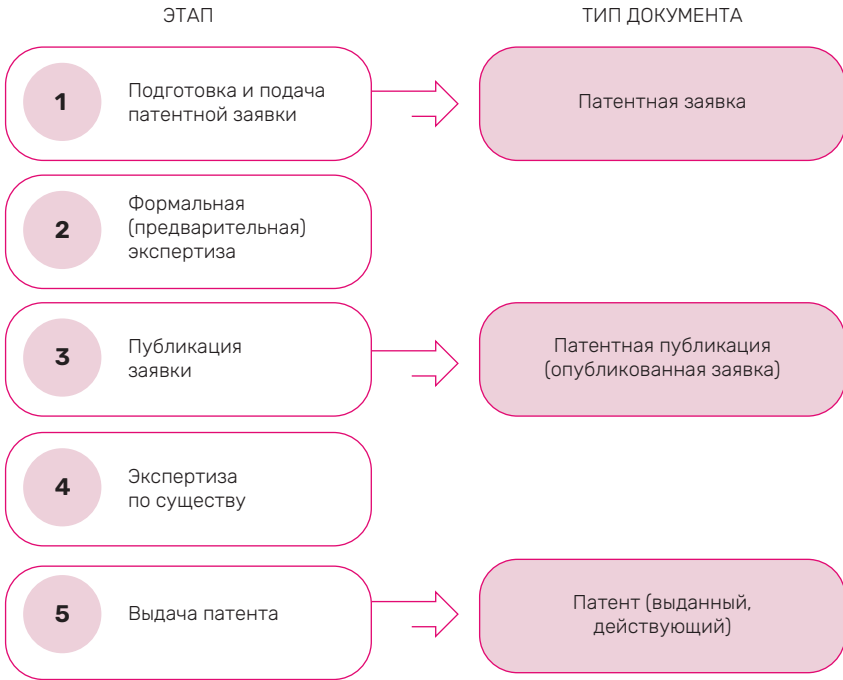 ЭТАП
ТИП ДОКУМЕНТА
1
Подготовка и подача
патентной заявки
Патентная заявка
2
Формальная
(предварительная)
экспертиза
3
Публикация
заявки
Патентная публикация
(опубликованная заявка)
4
Экспертиза
по существу
5
Выдача патента
Патент (выданный,
действующий)